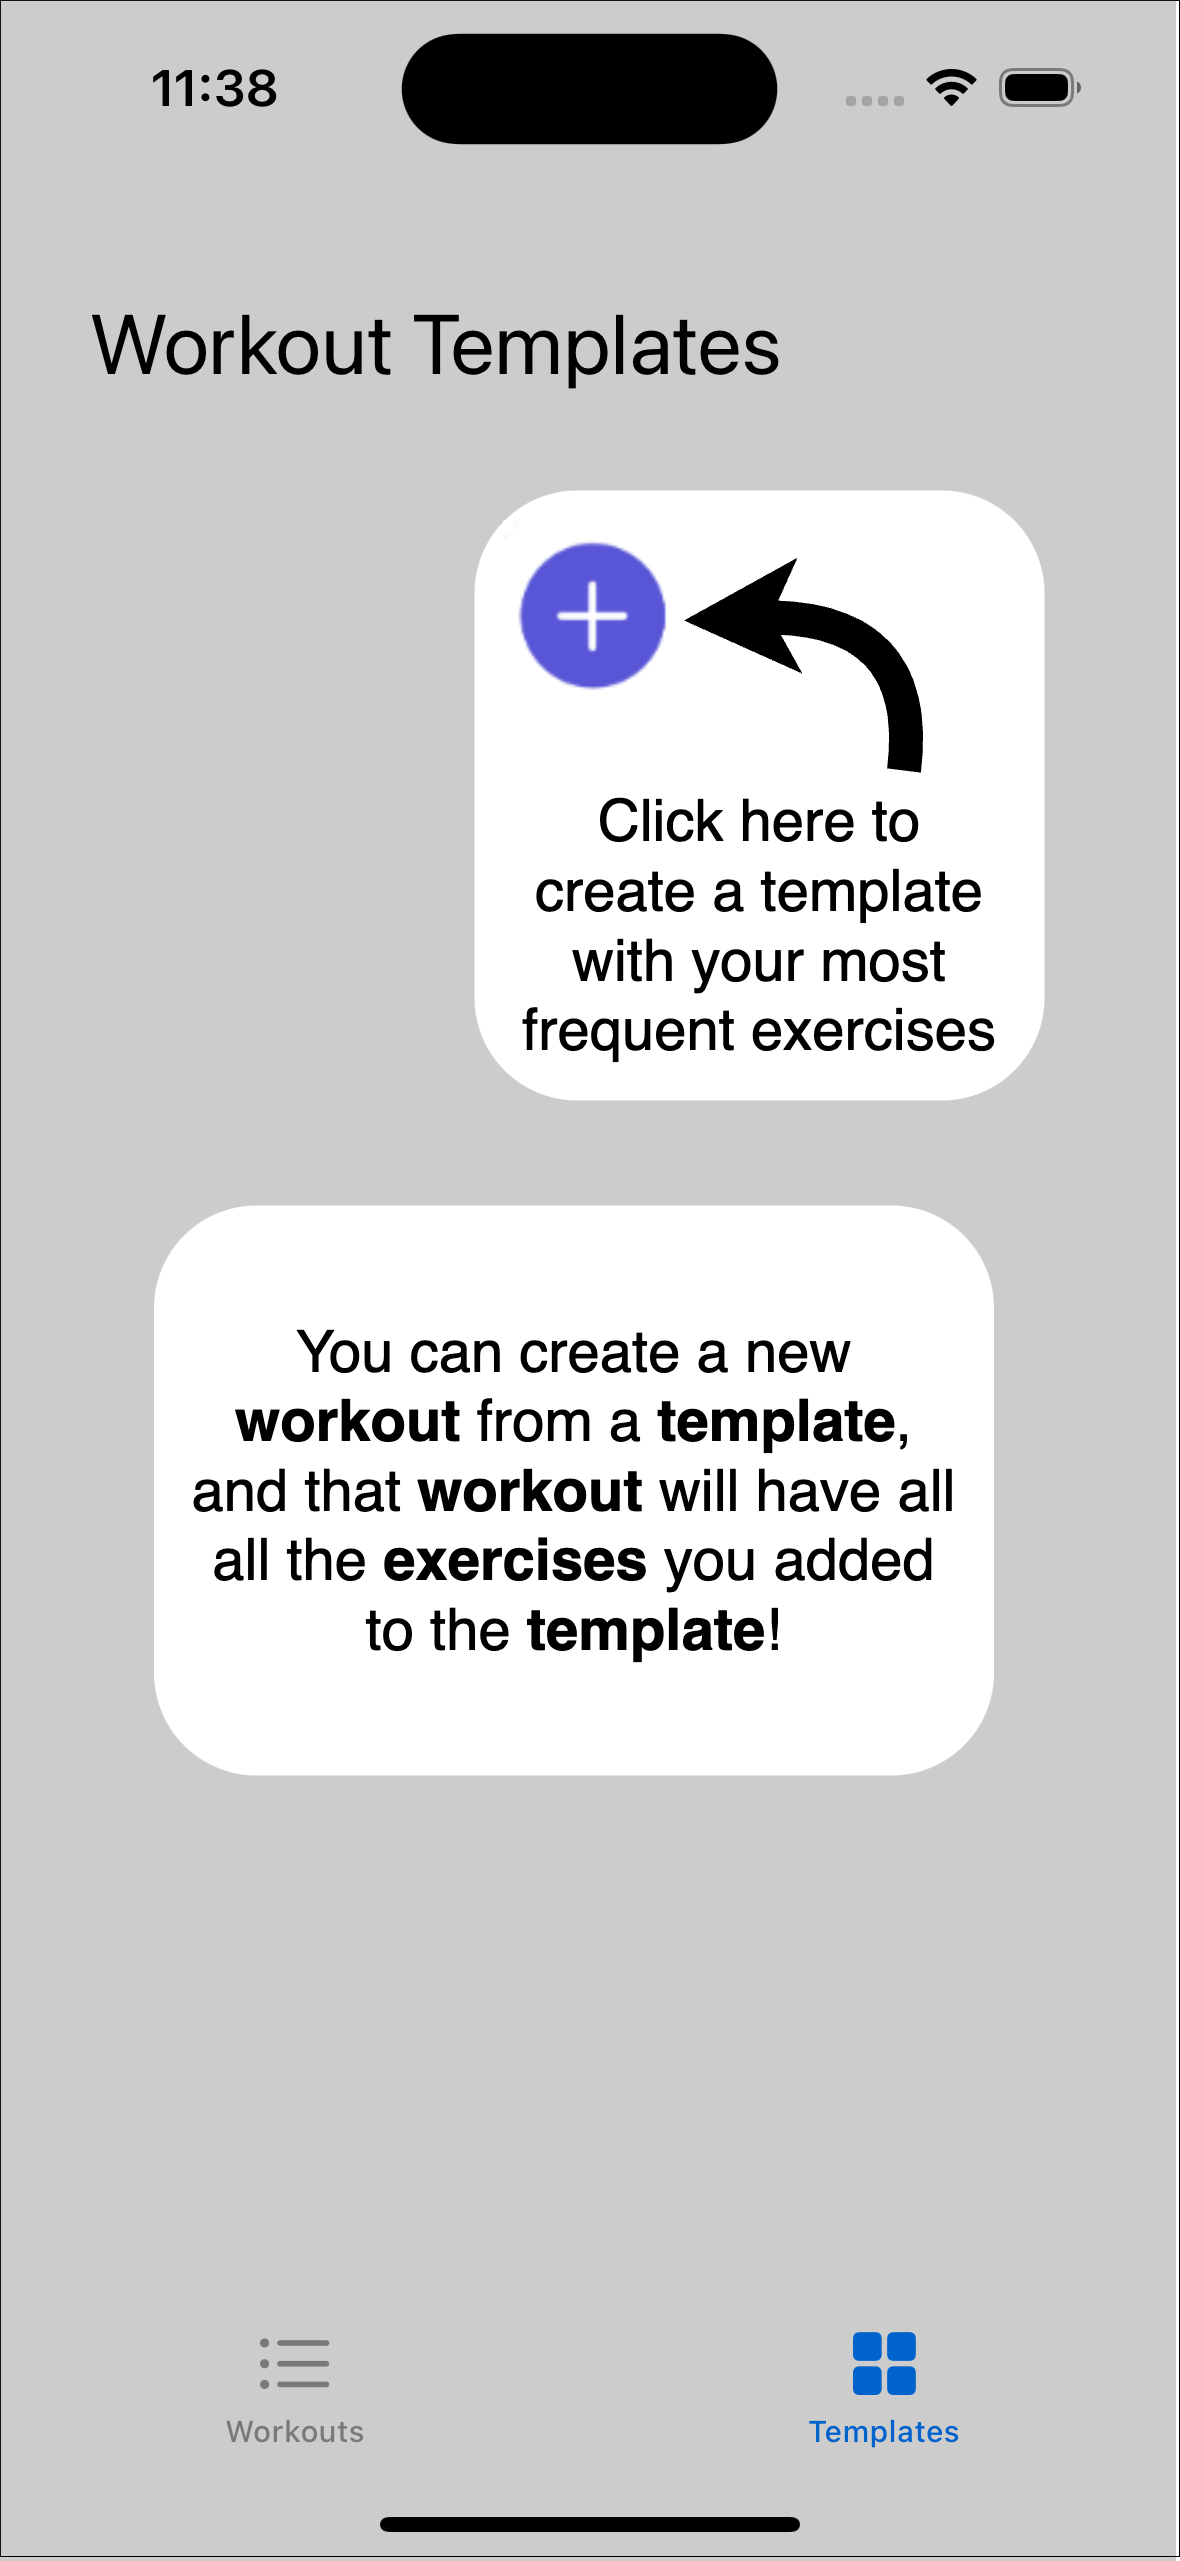 11:38
Workout Templates
Click here to
create a template
with your most
frequent exercises
You can create a new
workout from a template,
and that workout will have all
all the exercises you added
to the template!
Workouts
Templates